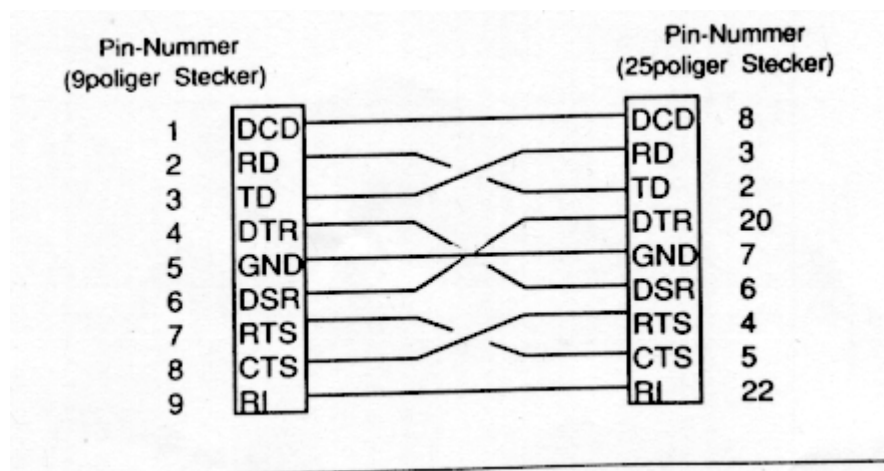 Pin-Nummer
(9poliger Stecker)
Pin-Nummer
(25poliger Stecker)
1 DCD DCD 8
2 RD RD 3
3 TD TD 2
4 DTR DTR 20
5 GND GND 7
6 DSR DSR 6
7 RTS RTS 4
8 CTS CTS 5
9 RI RI 22